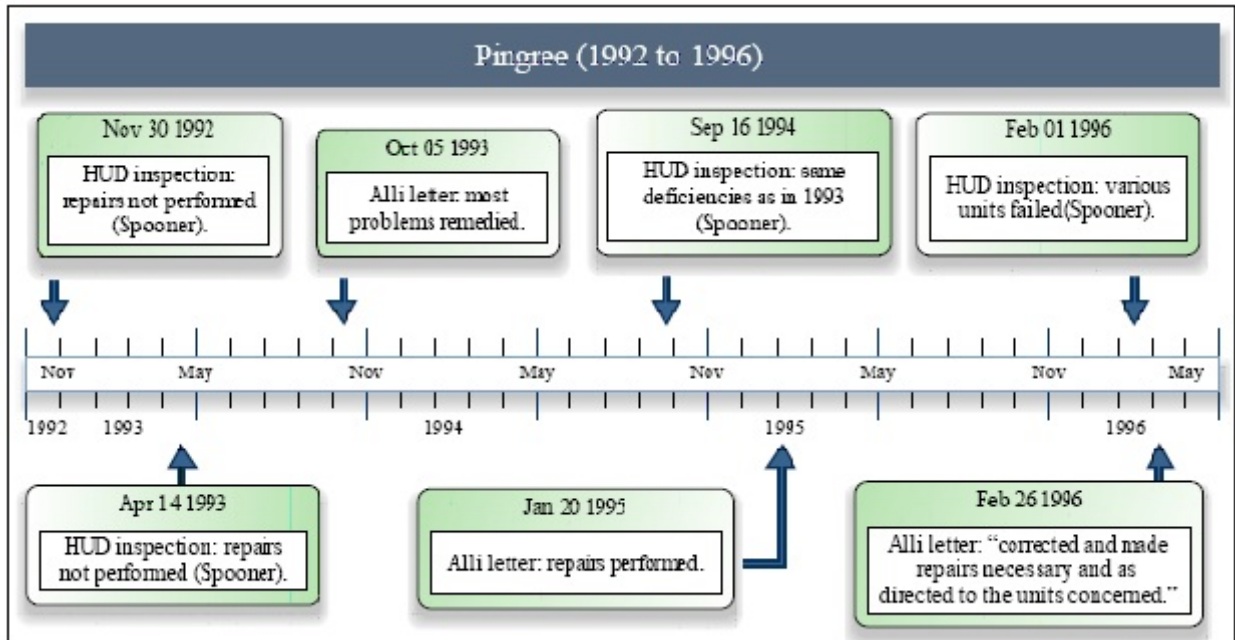 Pingree (1992 to 1996)
Nov 30 1992
HUD inspection:
repairs not performed
(Spooner).
Oct 05 1993
Alli letter: most
problems remedied.
Sep 16 1994
HUD inspection: same
deficiencies as in 1993
(Spooner).
Feb 01 1996
HUD inspection: various
units failed(Spooner).
Nov May Nov May Nov May Nov May
1992 1993 1994 1995 1996
Apr 14 1993
HUD inspection: repairs
not performed (Spooner).
Jan 20 1995
Alli letter: repairs performed.
Feb 26 1996
Alli letter: “corrected and made
repairs necessary and as
directed to the units concerned.”